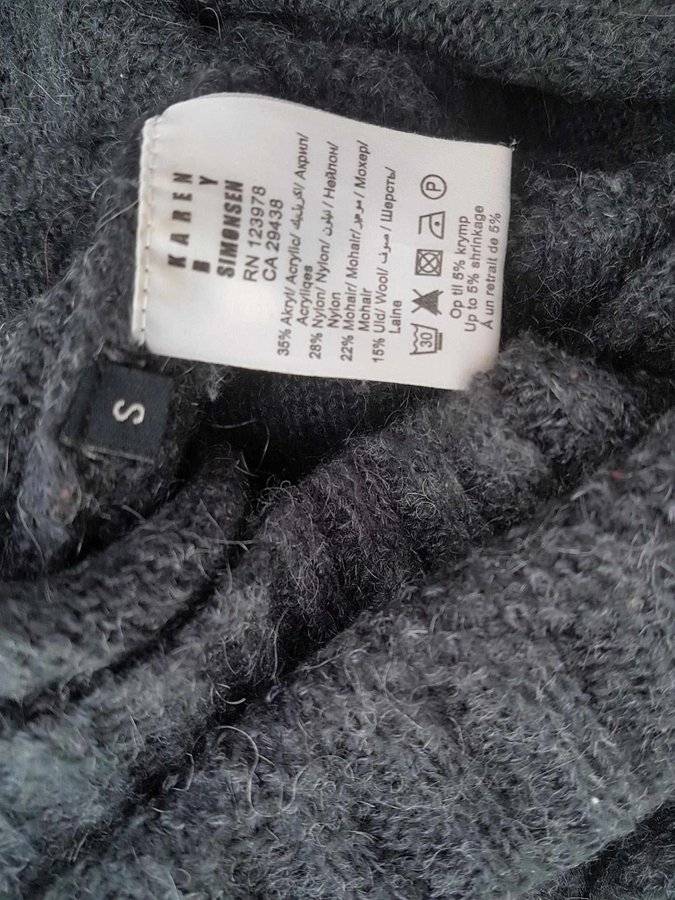 KAREN
BY
SIMONSEN
RN 123978
CA 29438
35% Akryl/ Acrylic/ أكريليك/ Акрил/
Acryliqes
28% Nylon/ Nylon/ نايلون/ Нейлон/
Nylon
22% Mohair/ Mohair/ موهير/ Мохер/
Mohair
15% Uld/ Wool/ صوف/ Шерсть/
Laine
30
P
Op til 5% krymp
Up to 5% shrinkage
À un retrait de 5%
S